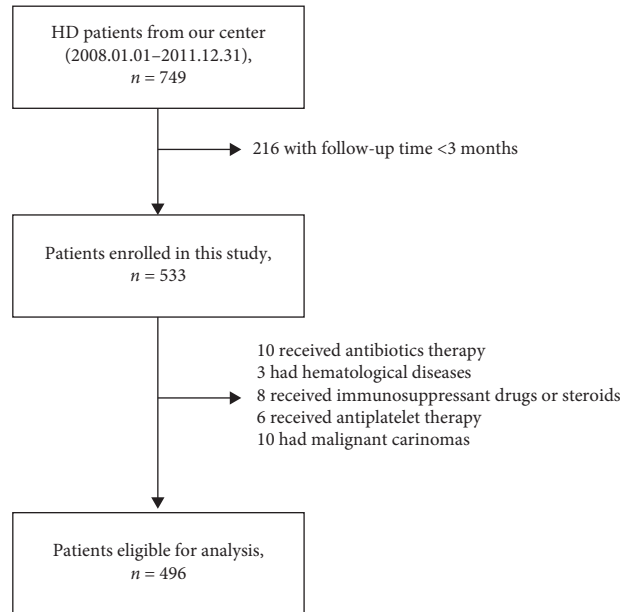 HD patients from our center
(2008.01.01–2011.12.31),
n = 749
216 with follow-up time <3 months
Patients enrolled in this study,
n = 533
10 received antibiotics therapy
3 had hematological diseases
8 received immunosuppressant drugs or steroids
6 received antiplatelet therapy
10 had malignant carinomas
Patients eligible for analysis,
n = 496